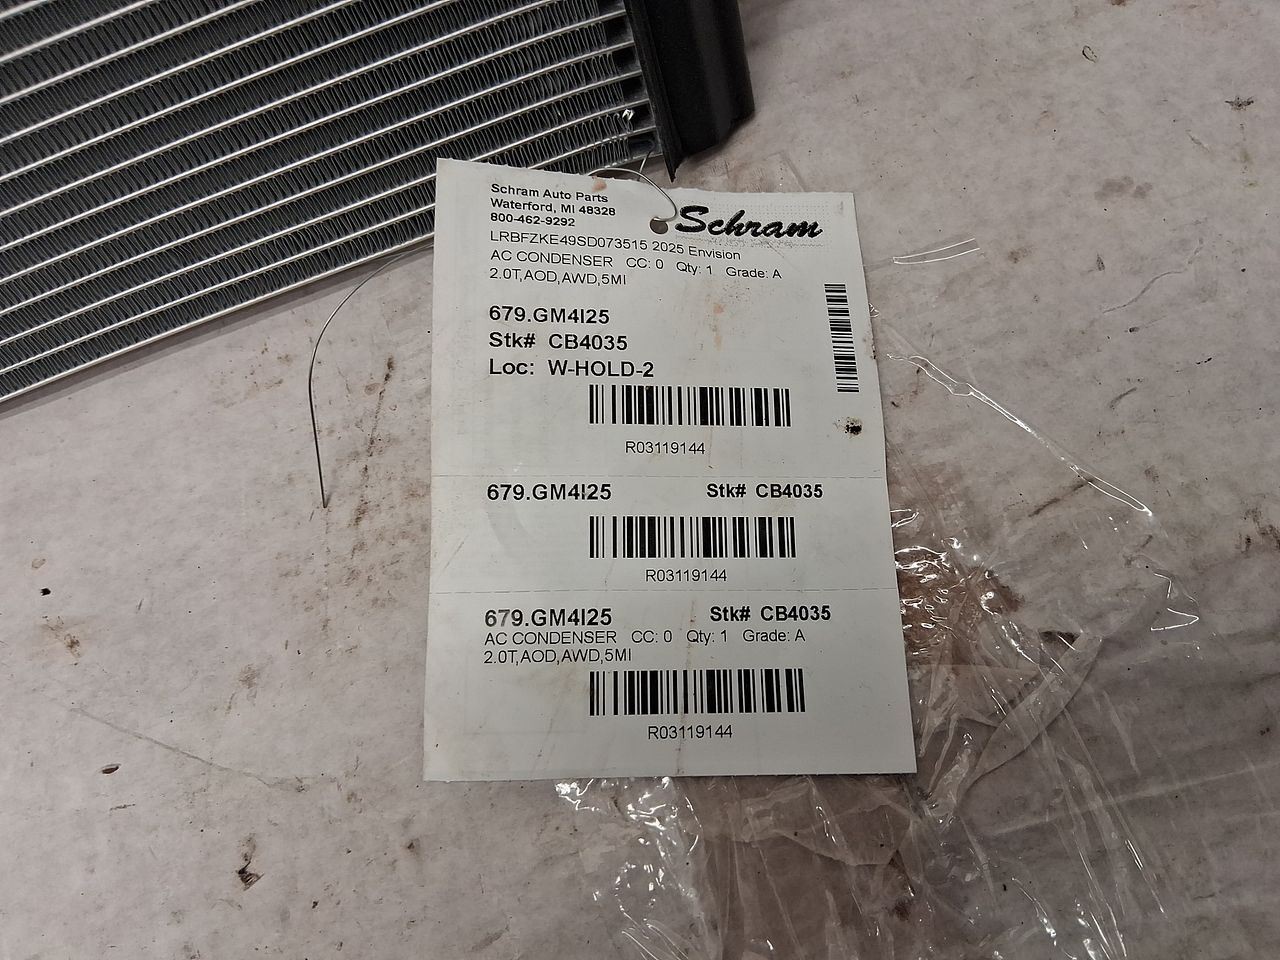 Schram Auto Parts
Waterford, MI 48328
800-462-9292
Schram
LRBFZKE49SD073515 2025 Envision
AC CONDENSER CC: 0 Qty: 1 Grade: A
2.0T,AOD,AWD,5MI
679.GM4I25
Stk# CB4035
Loc: W-HOLD-2
R03119144
679.GM4I25 Stk# CB4035
R03119144
679.GM4I25 Stk# CB4035
AC CONDENSER CC: 0 Qty: 1 Grade: A
2.0T,AOD,AWD,5MI
R03119144